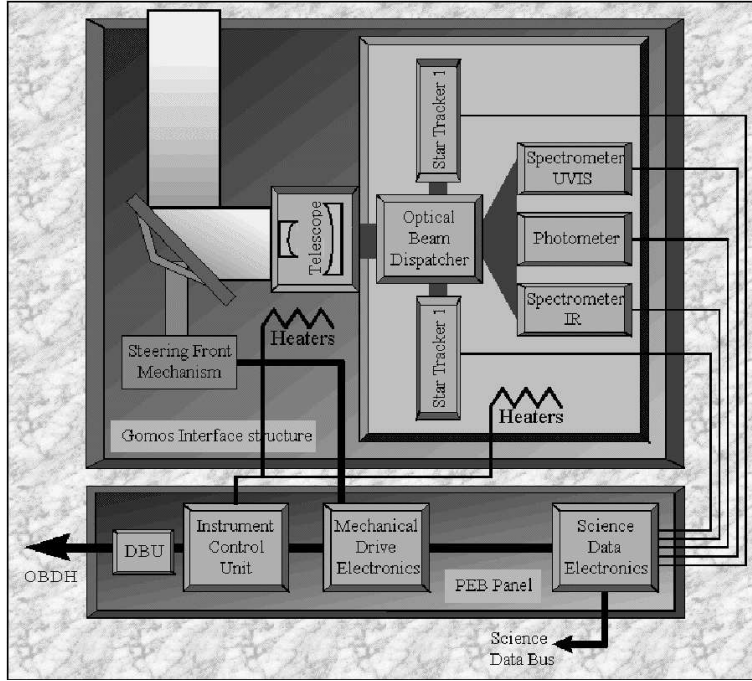 Star Tracker 1
Spectrometer
UVIS
Telescope
Optical
Beam
Dispatcher
Photometer
Spectrometer
IR
Star Tracker 1
Heaters
Steering Front
Mechanism
Heaters
Gomos Interface structure
DBU
Instrument
Control
Unit
Mechanical
Drive
Electronics
Science
Data
Electronics
OBDH
PEB Panel
Science
Data Bus